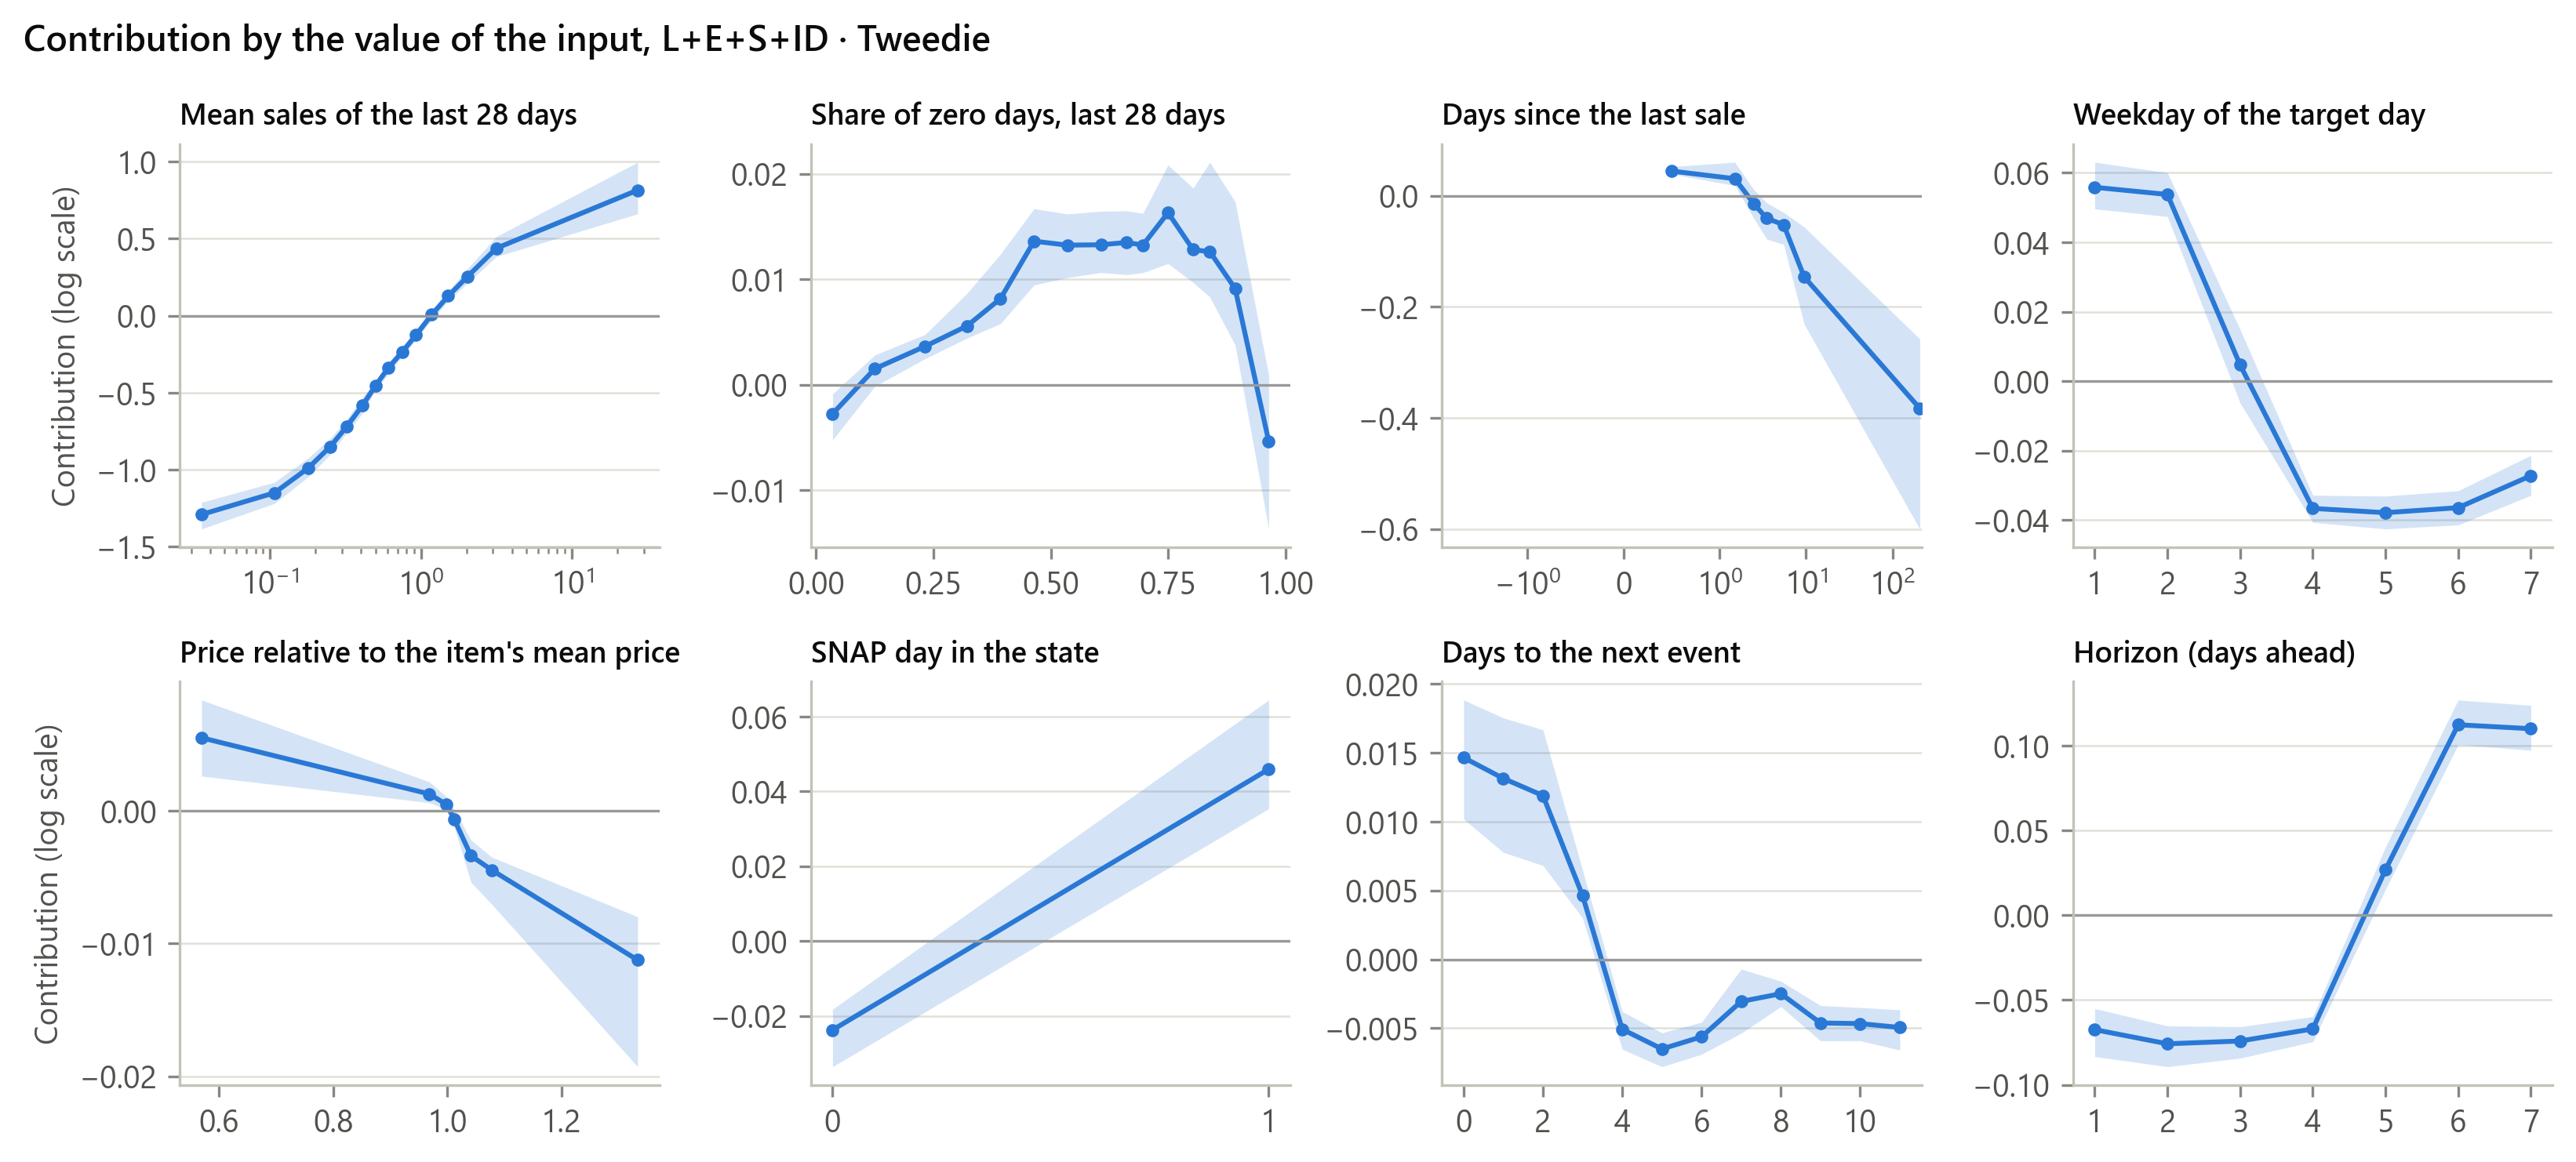 Contribution by the value of the input, L+E+S+ID · Tweedie
Mean sales of the last 28 days
Contribution (log scale)
1.0
0.5
0.0
−0.5
−1.0
−1.5
10⁻¹ 10⁰ 10¹
Share of zero days, last 28 days
0.02
0.01
0.00
−0.01
0.00 0.25 0.50 0.75 1.00
Days since the last sale
0.0
−0.2
−0.4
−0.6
−10⁰ 0 10⁰ 10¹ 10²
Weekday of the target day
0.06
0.04
0.02
0.00
−0.02
−0.04
1 2 3 4 5 6 7
Price relative to the item's mean price
Contribution (log scale)
0.00
−0.01
−0.02
0.6 0.8 1.0 1.2
SNAP day in the state
0.06
0.04
0.02
0.00
−0.02
0 1
Days to the next event
0.020
0.015
0.010
0.005
0.000
−0.005
0 2 4 6 8 10
Horizon (days ahead)
0.10
0.05
0.00
−0.05
−0.10
1 2 3 4 5 6 7